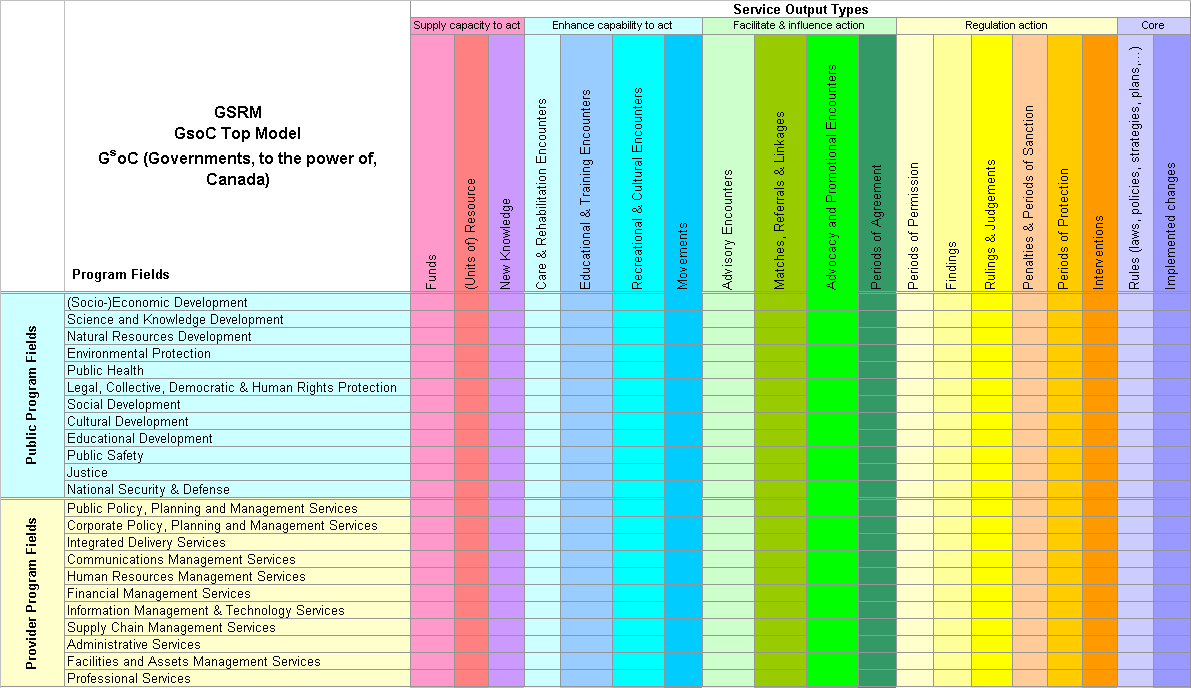 Service Output Types
Supply capacity to act
Enhance capability to act
Facilitate & influence action
Regulation action
Core
GSRM
GsoC Top Model
GsoC (Governments, to the power of,
Canada)
Program Fields
Funds
(Units of) Resource
New Knowledge
Care & Rehabilitation Encounters
Educational & Training Encounters
Recreational & Cultural Encounters
Movements
Advisory Encounters
Matches, Referrals & Linkages
Advocacy and Promotional Encounters
Periods of Agreement
Periods of Permission
Findings
Rulings & Judgements
Penalties & Periods of Sanction
Periods of Protection
Interventions
Rules (laws, policies, strategies, plans,...)
Implemented changes
Public Program Fields
(Socio-)Economic Development
Science and Knowledge Development
Natural Resources Development
Environmental Protection
Public Health
Legal, Collective, Democratic & Human Rights Protection
Social Development
Cultural Development
Educational Development
Public Safety
Justice
National Security & Defense
Provider Program Fields
Public Policy, Planning and Management Services
Corporate Policy, Planning and Management Services
Integrated Delivery Services
Communications Management Services
Human Resources Management Services
Financial Management Services
Information Management & Technology Services
Supply Chain Management Services
Administrative Services
Facilities and Assets Management Services
Professional Services